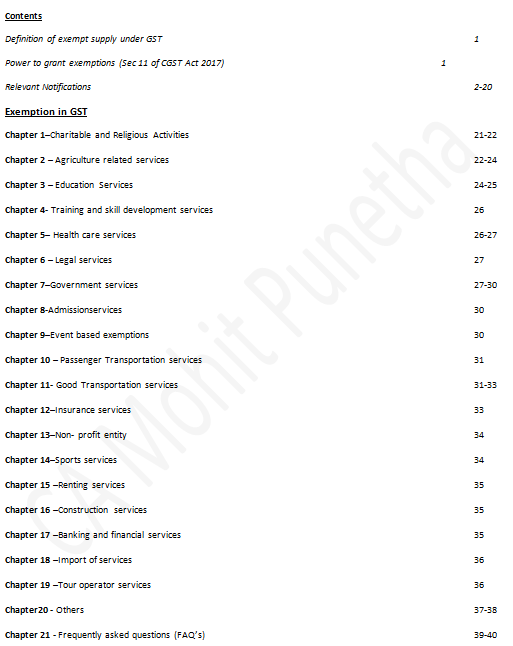 Contents
Definition of exempt supply under GST 1
Power to grant exemptions (Sec 11 of CGST Act 2017) 1
Relevant Notifications 2-20
Exemption in GST
Chapter 1–Charitable and Religious Activities 21-22
Chapter 2 – Agriculture related services 22-24
Chapter 3 – Education Services 24-25
Chapter 4- Training and skill development services 26
Chapter 5– Health care services 26-27
Chapter 6 – Legal services 27
Chapter 7–Government services 27-30
Chapter 8-Admissionservices 30
Chapter 9–Event based exemptions 30
Chapter 10 – Passenger Transportation services 31
Chapter 11- Good Transportation services 31-33
Chapter 12–Insurance services 33
Chapter 13–Non- profit entity 34
Chapter 14–Sports services 34
Chapter 15 –Renting services 35
Chapter 16 –Construction services 35
Chapter 17 –Banking and financial services 35
Chapter 18 –Import of services 36
Chapter 19 –Tour operator services 36
Chapter20 - Others 37-38
Chapter 21 - Frequently asked questions (FAQ's) 39-40
CA Mohit Punetha